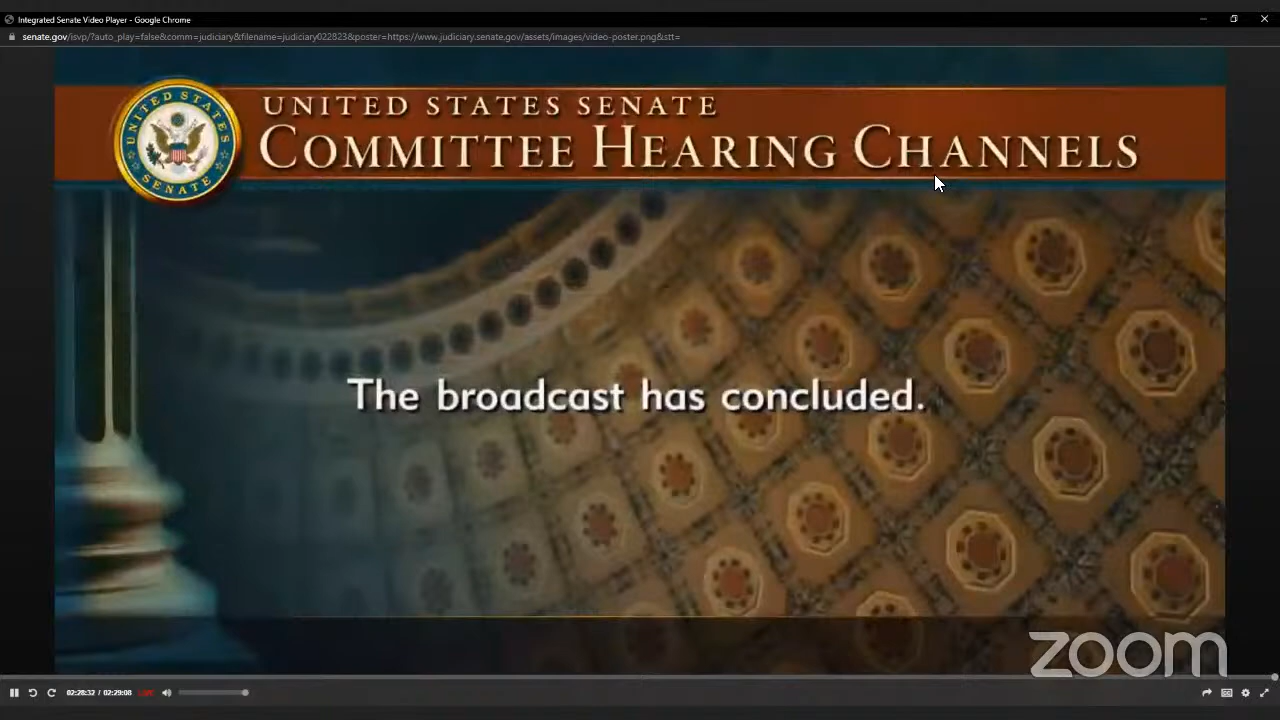 Integrated Senate Video Player - Google Chrome
senate.gov/isvp/?auto_play=false&comm=judiciary&filename=judiciary022823&poster=https://www.judiciary.senate.gov/assets/images/video-poster.png&stt=
UNITED STATES SENATE
COMMITTEE HEARING CHANNELS
UNITED STATES
SENATE
The broadcast has concluded.
zoom
02:28:32 / 02:29:08